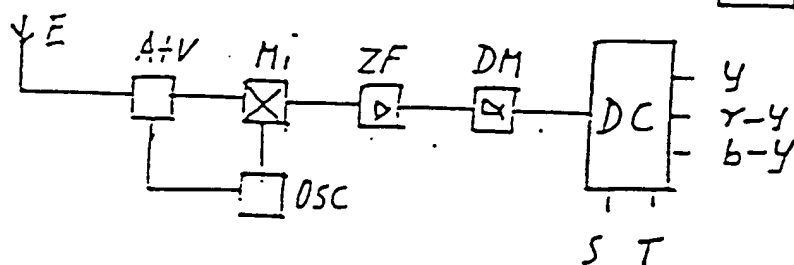 E
A+V Mi ZF DM
DC
y
r-y
b-y
OSC
S T